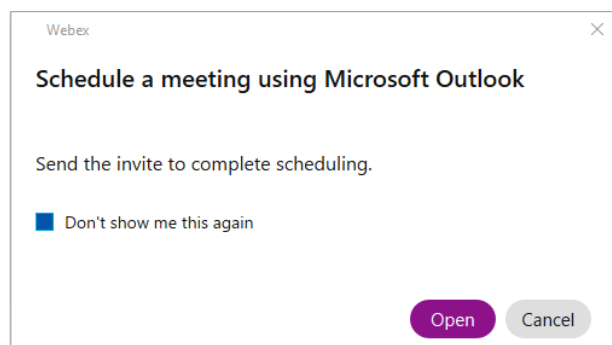 Webex
Schedule a meeting using Microsoft Outlook
Send the invite to complete scheduling.
Don't show me this again
Open Cancel